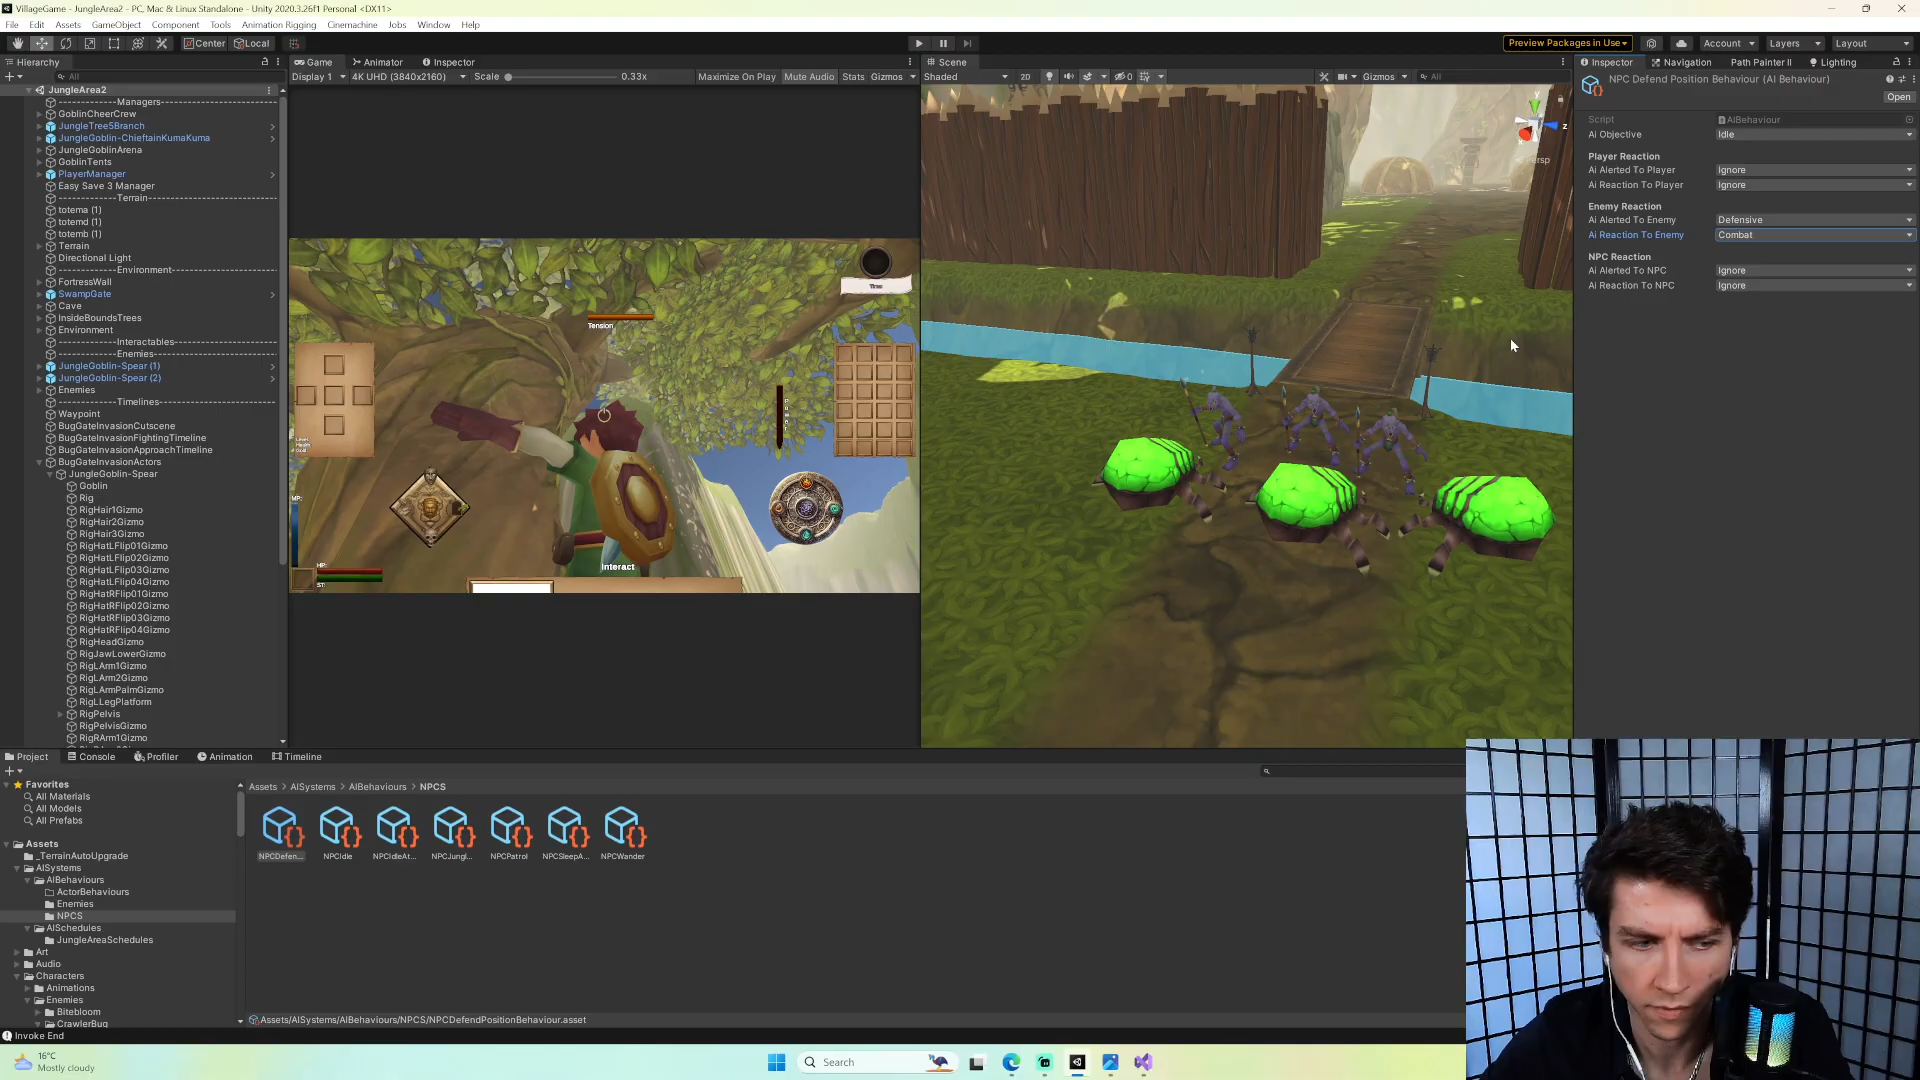 VillageGame - JungleArea2 - PC, Mac & Linux Standalone - Unity 2020.3.26f1 Personal <DX11>
File Edit Assets GameObject Component Tools Animation Rigging Cinemachine Jobs Window Help
Center Local Preview Packages in Use Account Layers Layout
Hierarchy
All
JungleArea2
----------------Managers----------------
GoblinCheerCrew
JungleTree5Branch
JungleGoblin-ChieftainKumaKuma
JungleGoblinArena
GoblinTents
PlayerManager
Easy Save 3 Manager
----------------Terrain----------------
totema (1)
totemd (1)
totemb (1)
Terrain
Directional Light
----------------Environment----------------
FortressWall
SwampGate
Cave
InsideBoundsTrees
Environment
----------------Interactables----------------
----------------Enemies----------------
JungleGoblin-Spear (1)
JungleGoblin-Spear (2)
Enemies
----------------Timelines----------------
Waypoint
BugGateInvasionCutscene
BugGateInvasionFightingTimeline
BugGateInvasionApproachTimeline
BugGateInvasionActors
JungleGoblin-Spear
Goblin
Rig
RigHair1Gizmo
RigHair2Gizmo
RigHair3Gizmo
RigHatLFlip01Gizmo
RigHatLFlip02Gizmo
RigHatLFlip03Gizmo
RigHatLFlip04Gizmo
RigHatRFlip01Gizmo
RigHatRFlip02Gizmo
RigHatRFlip03Gizmo
RigHatRFlip04Gizmo
RigHeadGizmo
RigJawLowerGizmo
RigLArm1Gizmo
RigLArm2Gizmo
RigLArmPalmGizmo
RigLLegPlatform
RigPelvis
RigPelvisGizmo
RigRArm1Gizmo
Game Animator Inspector
Display 1 4K UHD (3840x2160) Scale 0.33x Maximize On Play Mute Audio Stats Gizmos
Time
Tension
MP:
HP:
ST:
Interact
Scene
Shaded 2D 0 Gizmos All
y
z
Persp
Inspector Navigation Path Painter II Lighting
NPC Defend Position Behaviour (AI Behaviour)
Open
Script AIBehaviour
Ai Objective Idle
Player Reaction
Ai Alerted To Player Ignore
Ai Reaction To Player Ignore
Enemy Reaction
Ai Alerted To Enemy Defensive
Ai Reaction To Enemy Combat
NPC Reaction
Ai Alerted To NPC Ignore
Ai Reaction To NPC Ignore
Project Console Profiler Animation Timeline
Favorites
All Materials
All Models
All Prefabs
Assets
_TerrainAutoUpgrade
AISystems
AIBehaviours
ActorBehaviours
Enemies
NPCS
AISchedules
JungleAreaSchedules
Art
Audio
Characters
Animations
Enemies
Bitebloom
CrawlerBug
Assets > AISystems > AIBehaviours > NPCS
NPCDefen... NPCIdle NPCIdleAt... NPCJungl... NPCPatrol NPCSleepA... NPCWander
Assets/AISystems/AIBehaviours/NPCS/NPCDefendPositionBehaviour.asset
Invoke End
16°C
Mostly cloudy
Search